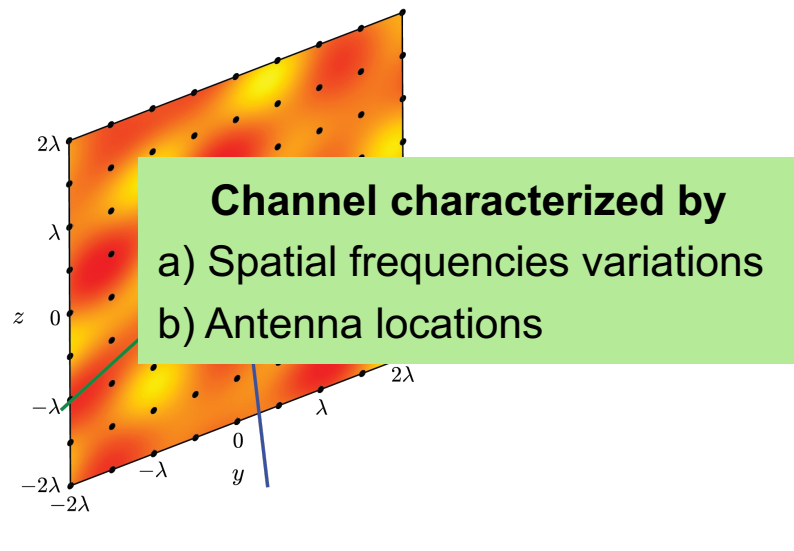 2λ
λ
z
0
−λ
−2λ
−2λ
−λ
0
y
λ
2λ
Channel characterized by
a) Spatial frequencies variations
b) Antenna locations